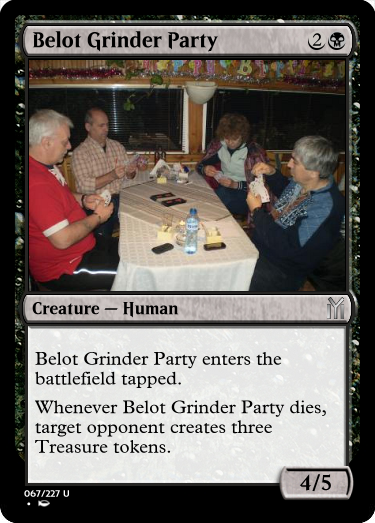 Belot Grinder Party 2
Creature — Human
Belot Grinder Party enters the
battlefield tapped.
Whenever Belot Grinder Party dies,
target opponent creates three
Treasure tokens.
4/5
067/227 U